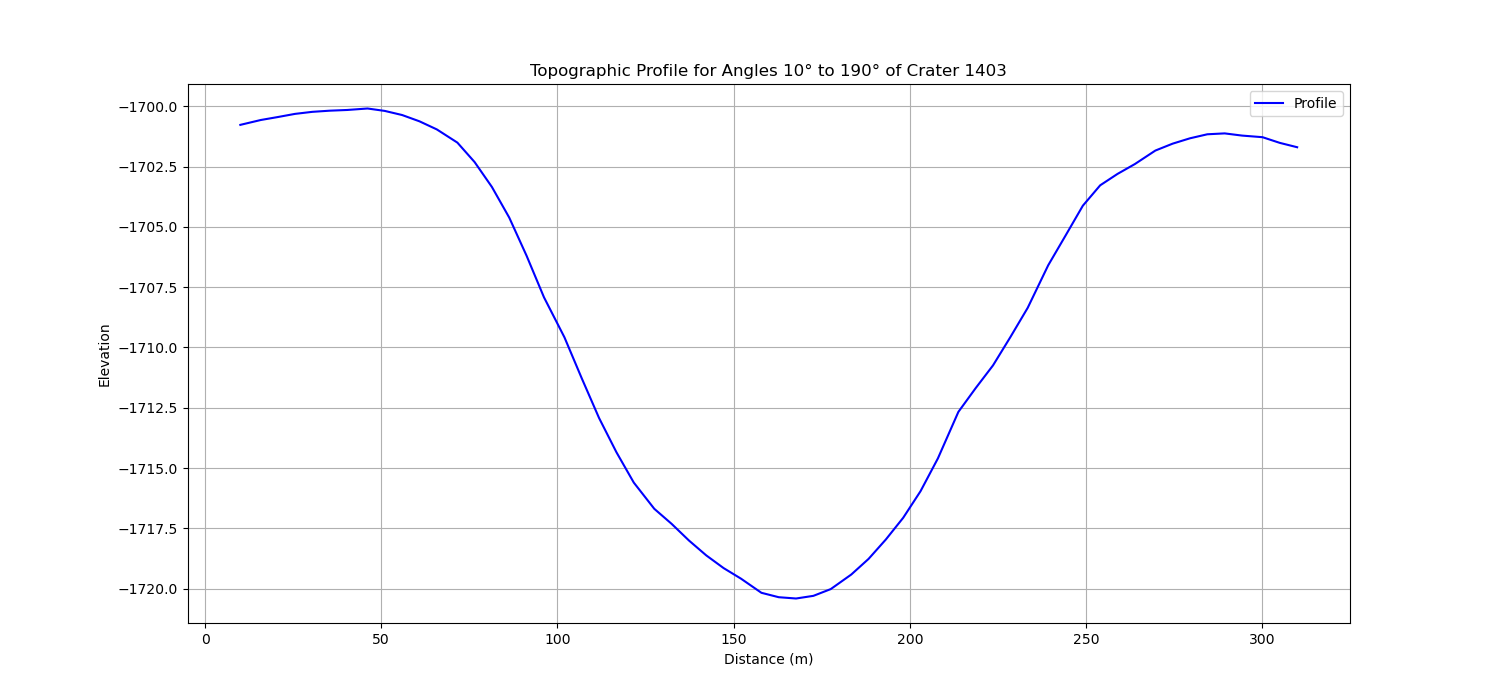 Topographic Profile for Angles 10° to 190° of Crater 1403
Profile
−1700.0
−1702.5
−1705.0
−1707.5
−1710.0
−1712.5
−1715.0
−1717.5
−1720.0
Elevation
0 50 100 150 200 250 300
Distance (m)